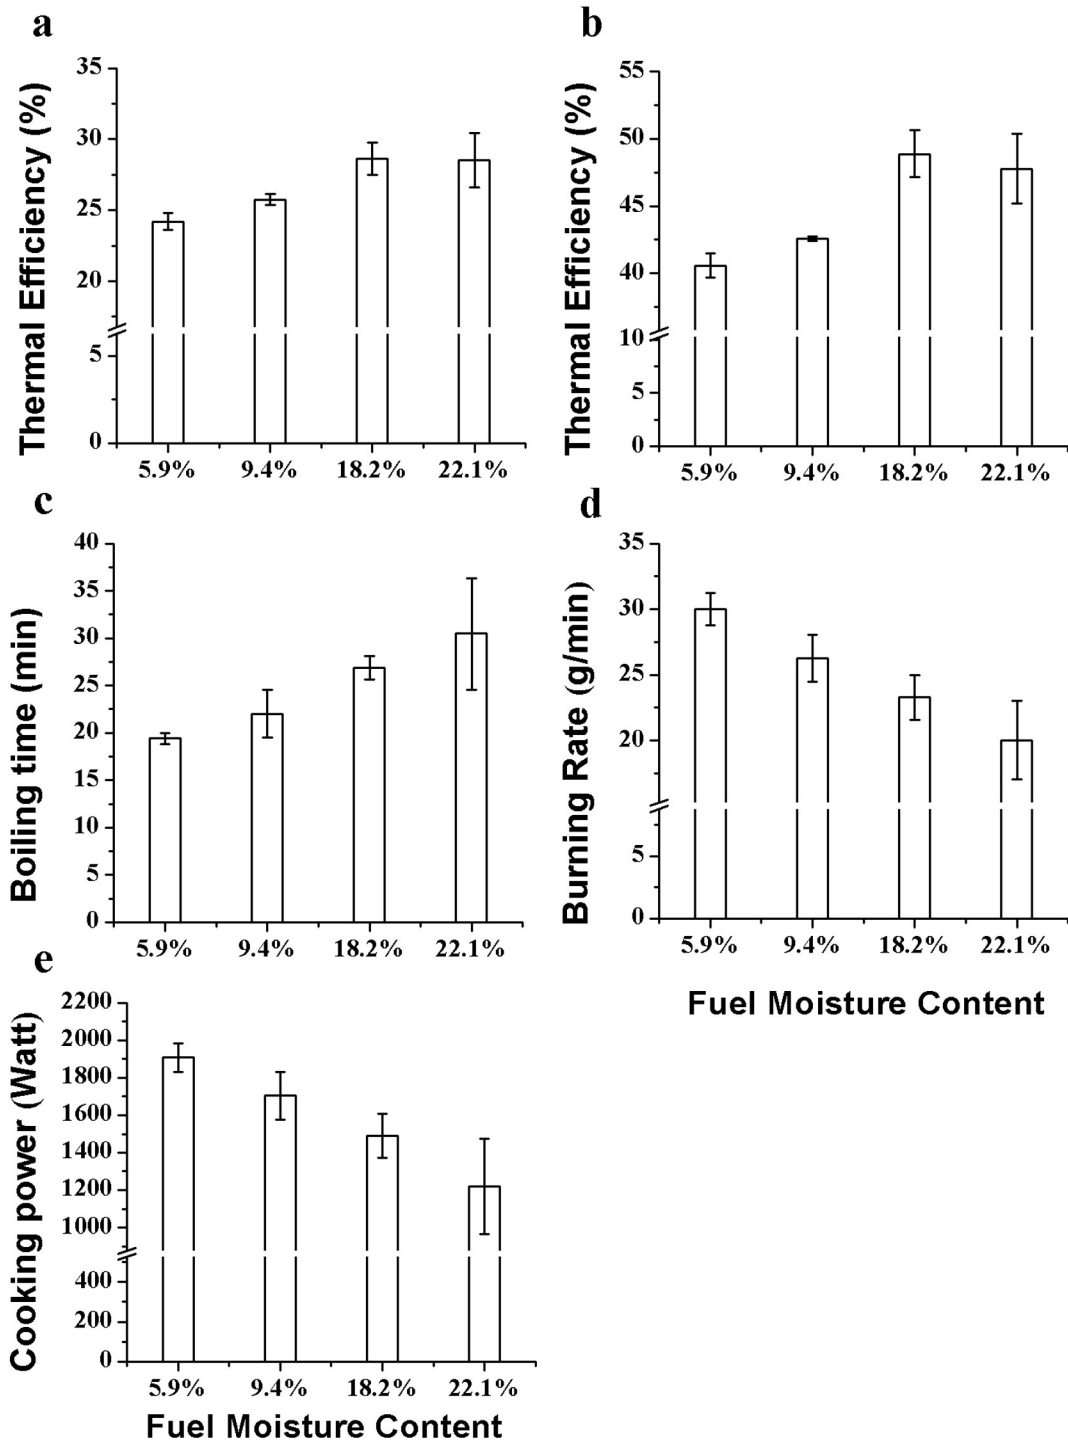 a
Thermal Efficiency (%)
35
30
25
20
5
0
5.9% 9.4% 18.2% 22.1%
b
Thermal Efficiency (%)
55
50
45
40
10
5
0
5.9% 9.4% 18.2% 22.1%
c
Boiling time (min)
40
35
30
25
20
15
10
5
0
5.9% 9.4% 18.2% 22.1%
d
Burning Rate (g/min)
35
30
25
20
5
0
5.9% 9.4% 18.2% 22.1%
Fuel Moisture Content
e
Cooking power (Watt)
2200
2000
1800
1600
1400
1200
1000
400
200
0
5.9% 9.4% 18.2% 22.1%
Fuel Moisture Content